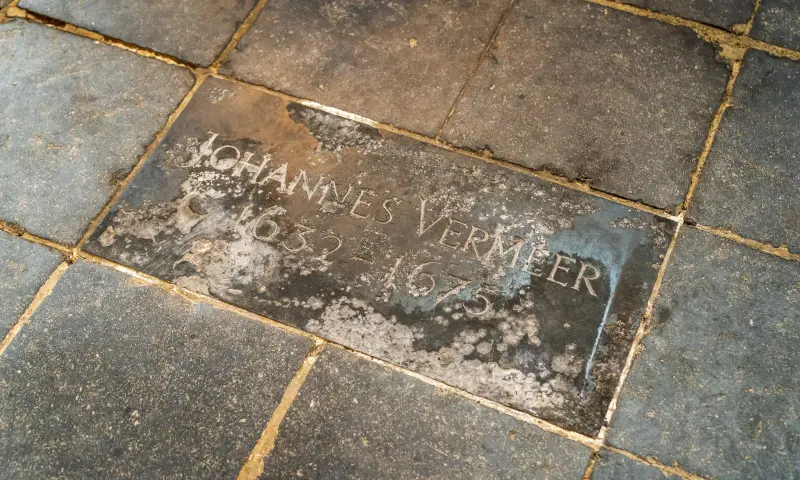 JOHANNES VERMEER
1632 - 1675